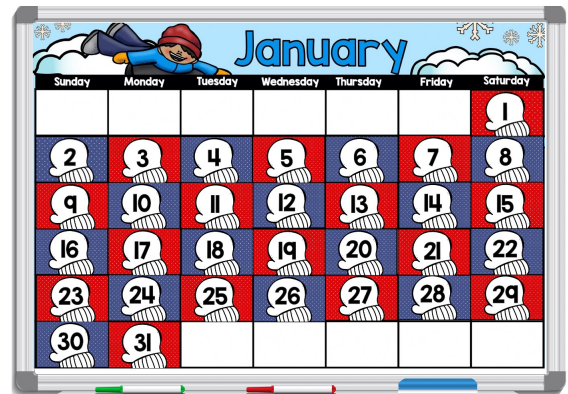 January
Sunday Monday Tuesday Wednesday Thursday Friday Saturday
1
2 3 4 5 6 7 8
9 10 11 12 13 14 15
16 17 18 19 20 21 22
23 24 25 26 27 28 29
30 31